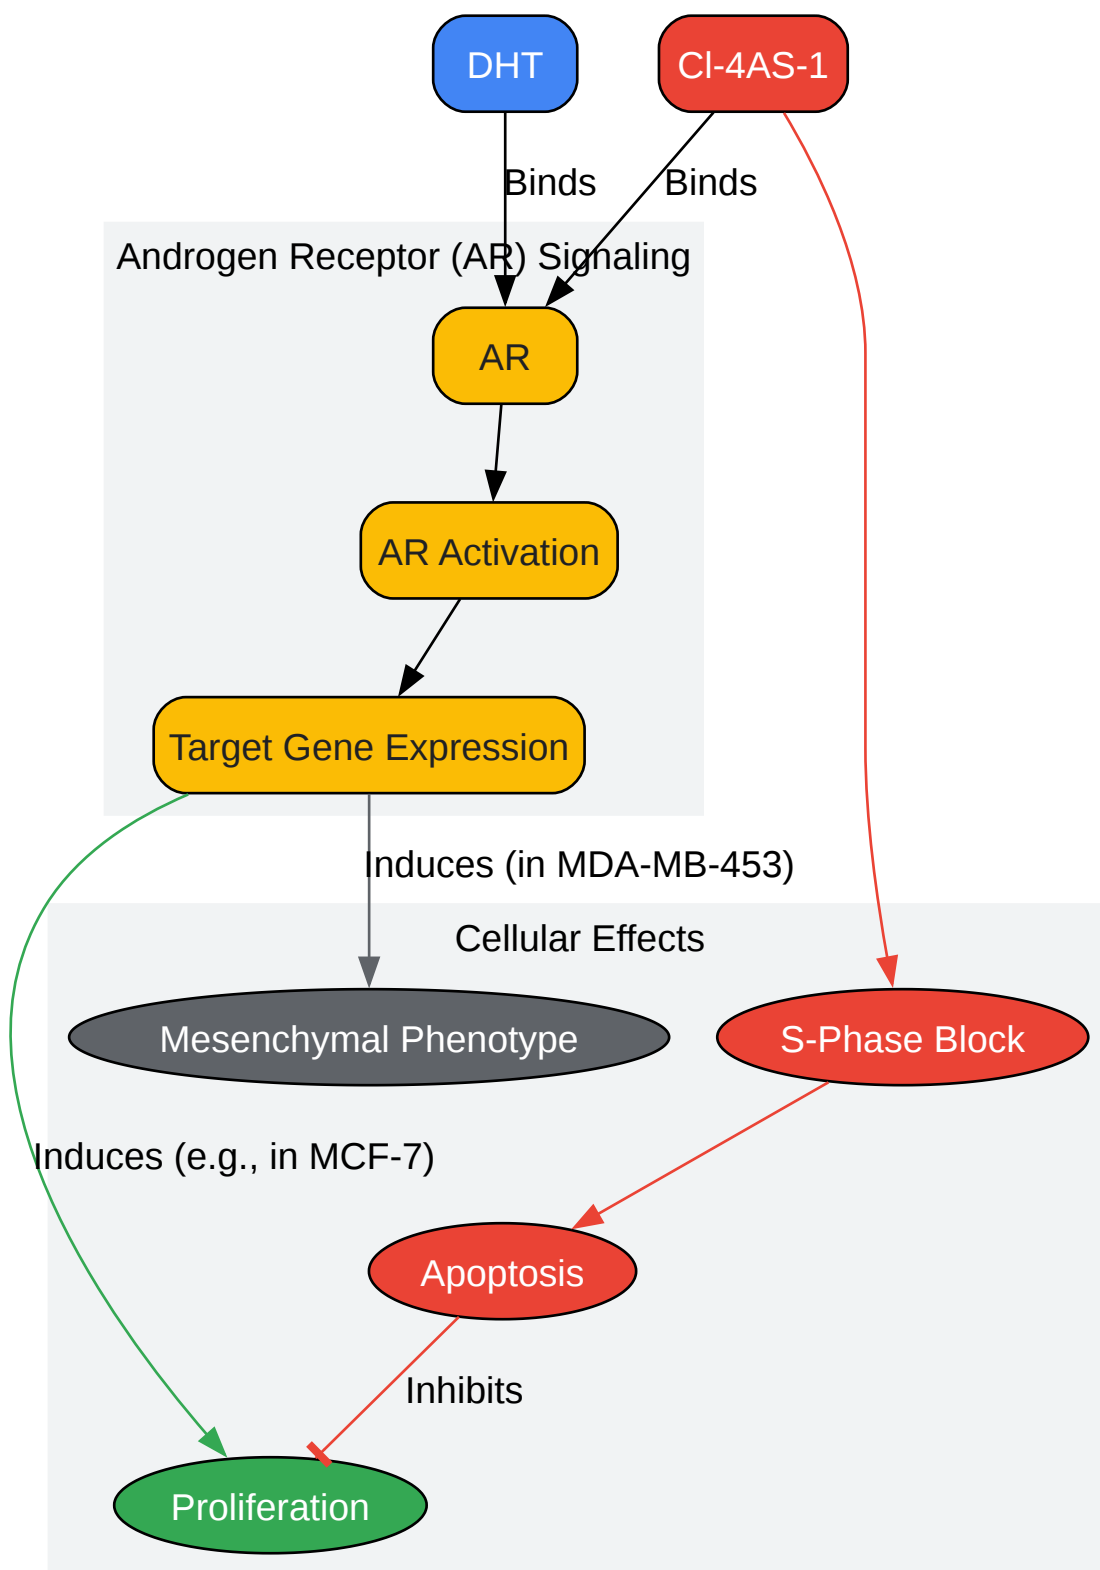 DHT
Cl-4AS-1
Binds
Binds
Androgen Receptor (AR) Signaling
AR
AR Activation
Target Gene Expression
Induces (in MDA-MB-453)
Cellular Effects
Mesenchymal Phenotype
S-Phase Block
Induces (e.g., in MCF-7)
Apoptosis
Inhibits
Proliferation